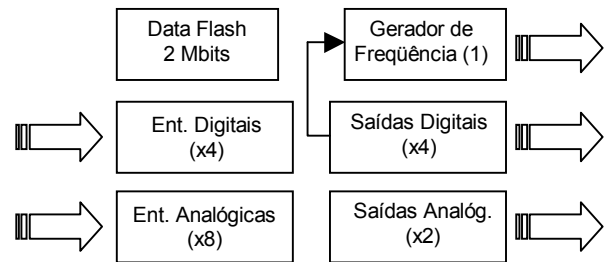 Data Flash
2 Mbits
Gerador de
Freqüência (1)
Ent. Digitais
(x4)
Saídas Digitais
(x4)
Ent. Analógicas
(x8)
Saídas Analóg.
(x2)